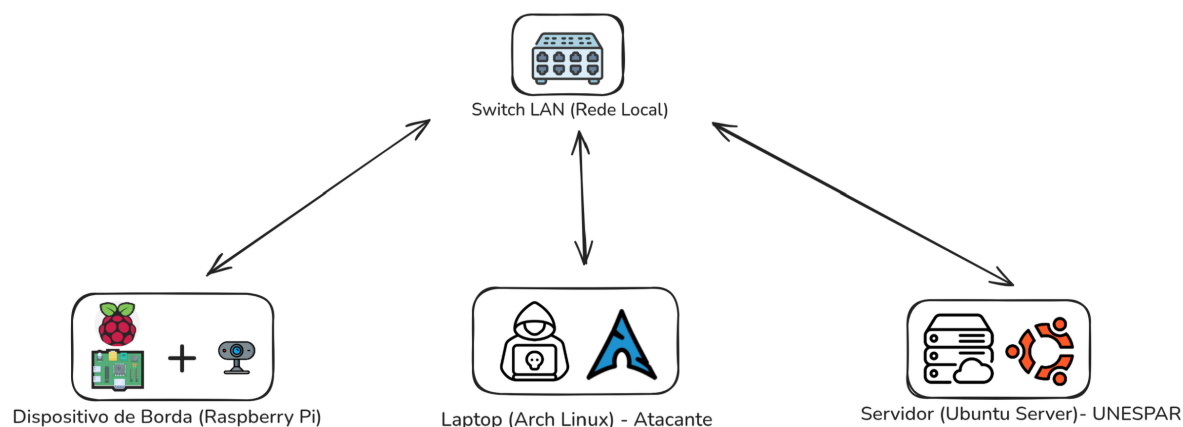 Switch LAN (Rede Local)
Dispositivo de Borda (Raspberry Pi)
Laptop (Arch Linux) - Atacante
Servidor (Ubuntu Server)- UNESPAR